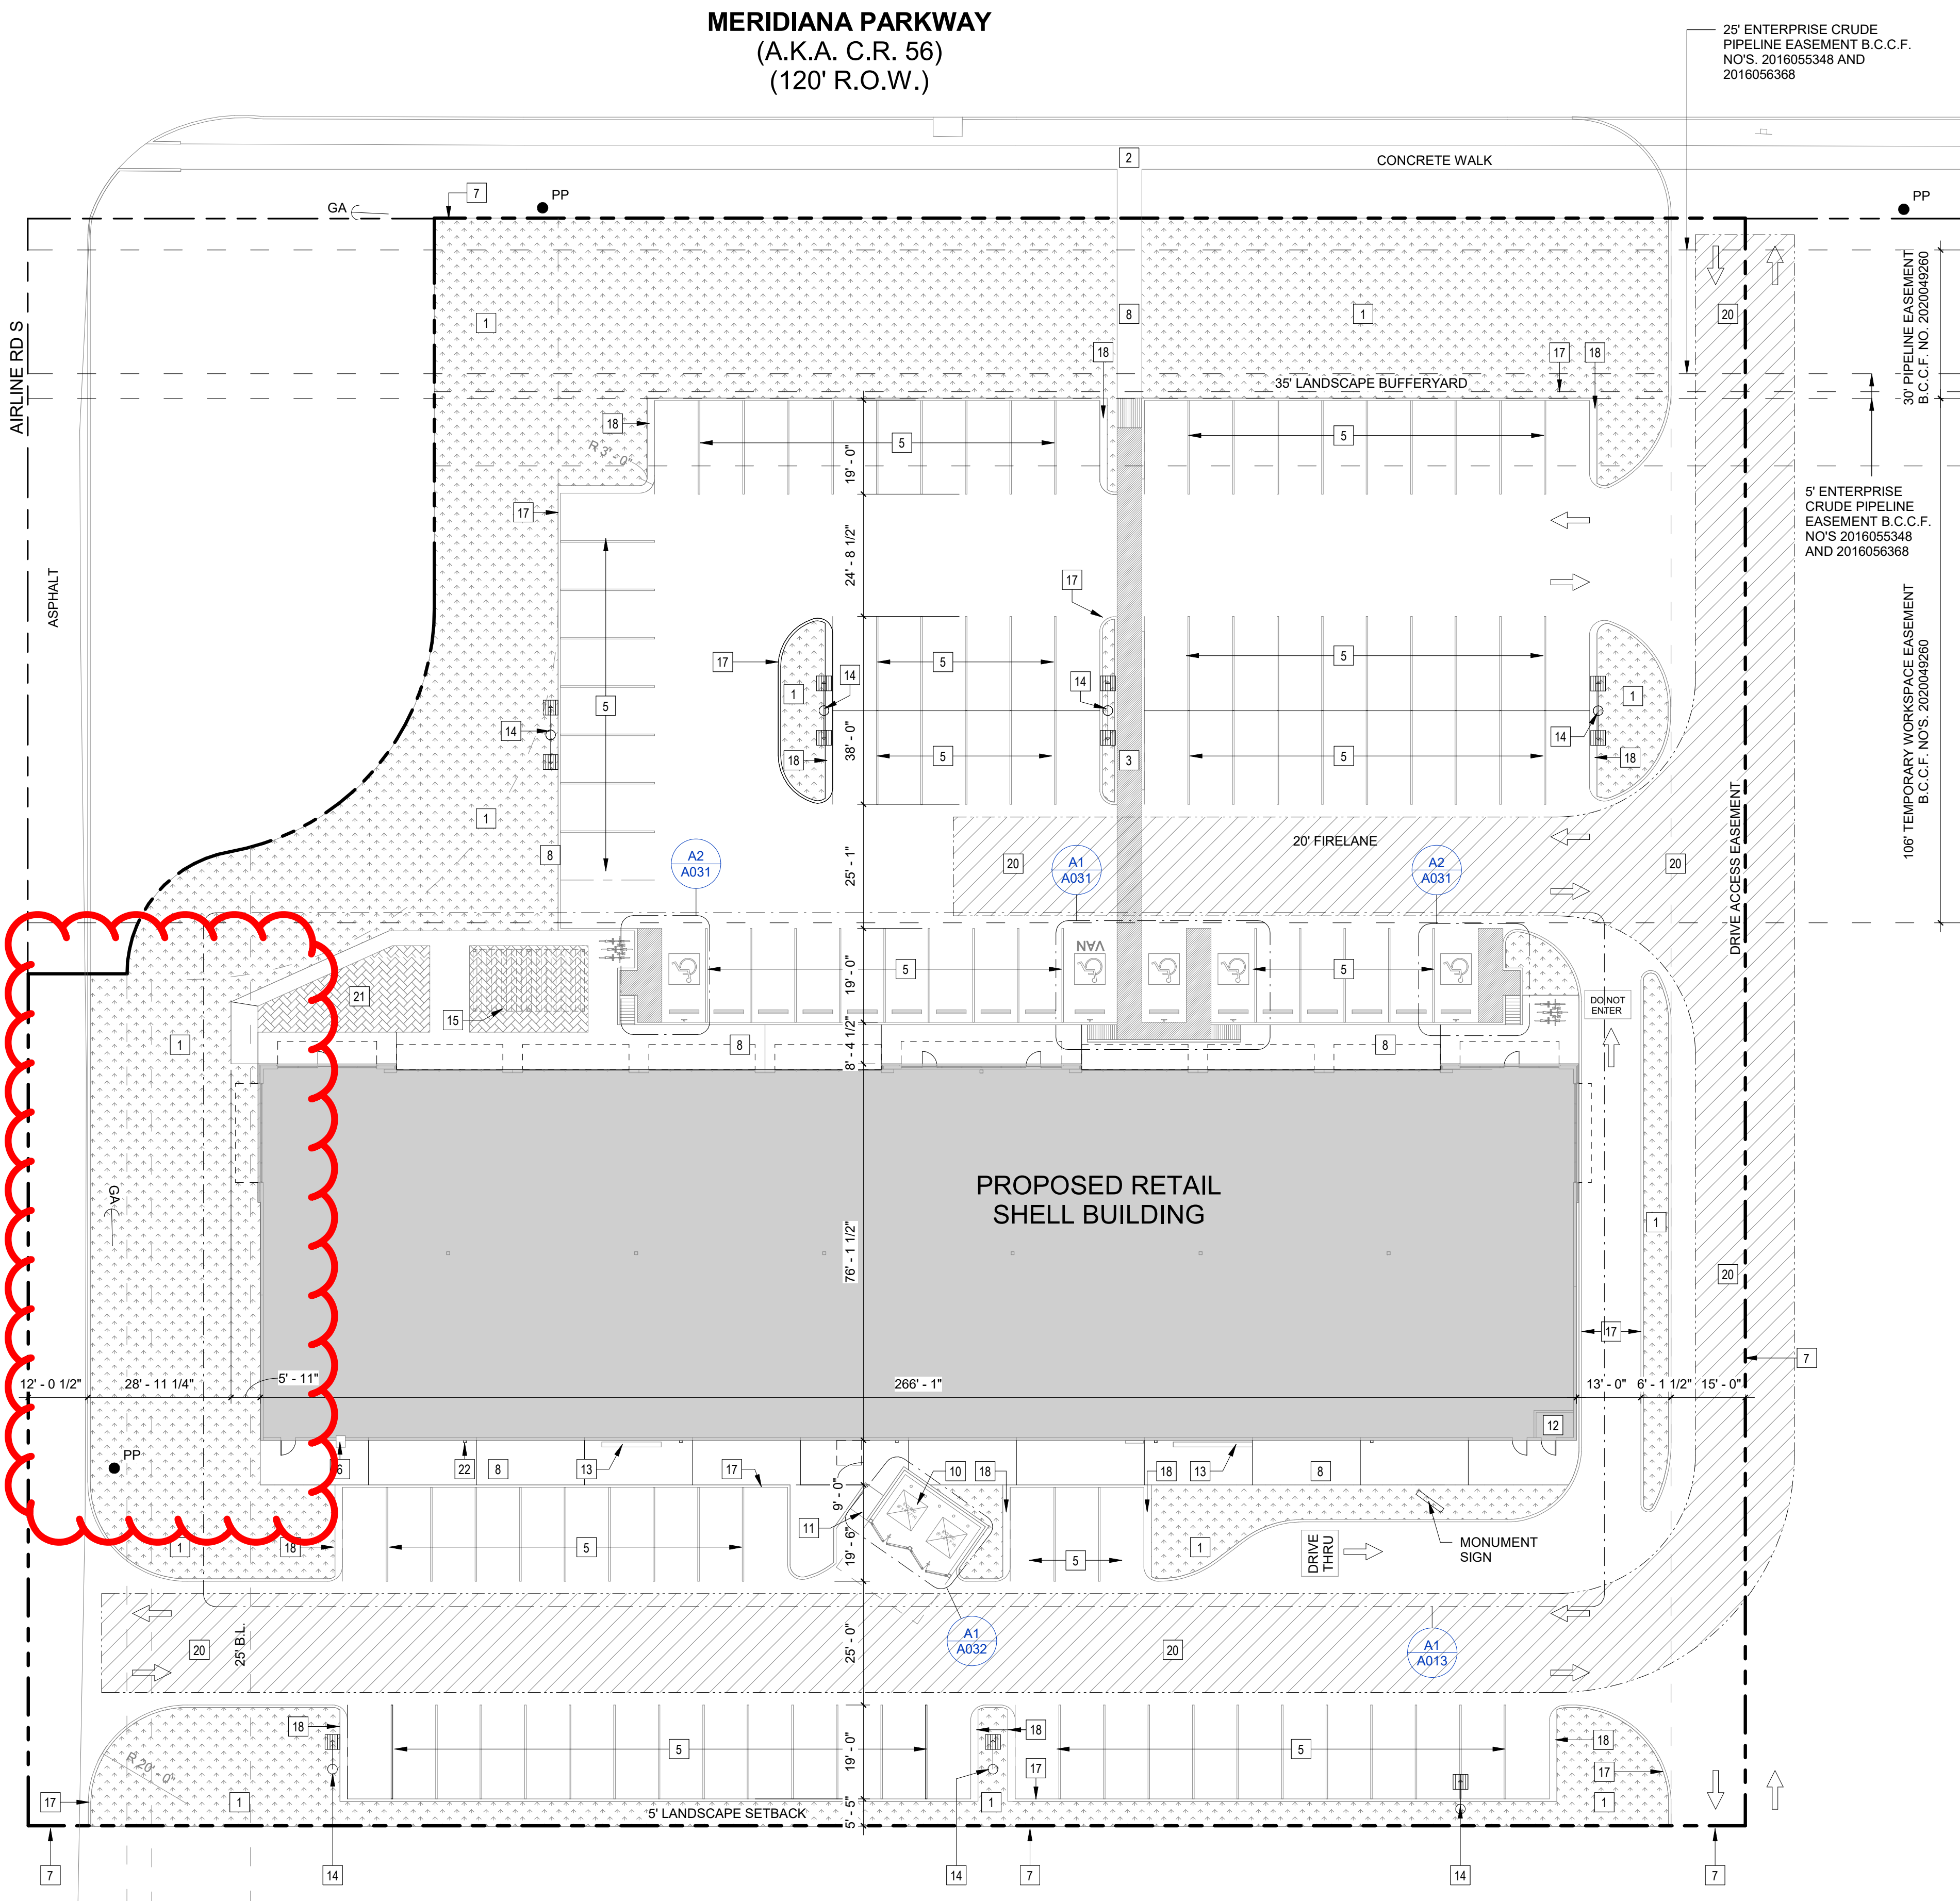 MERIDIANA PARKWAY
(A.K.A. C.R. 56)
(120' R.O.W.)
25' ENTERPRISE CRUDE
PIPELINE EASEMENT B.C.C.F.
NO'S. 2016055348 AND
2016056368
2
CONCRETE WALK
7
PP
GA
PP
AIRLINE RD S
ASPHALT
1
8
1
20
30' PIPELINE EASEMENT
B.C.C.F. NO. 2020049260
18
17
18
35' LANDSCAPE BUFFERYARD
18
R 3' - 0"
5
5
19' - 0"
17
5' ENTERPRISE
CRUDE PIPELINE
EASEMENT B.C.C.F.
NO'S 2016055348
AND 2016056368
24' - 8 1/2"
17
106' TEMPORARY WORKSPACE EASEMENT
B.C.C.F. NO'S. 2020049260
17
5
5
14
14
1
1
5
14
14
38' - 0"
18
5
3
5
18
DRIVE ACCESS EASEMENT
1
8
25' - 1"
20' FIRELANE
A2
A031
A1
A031
A2
A031
20
20
VAN
5
5
19' - 0"
21
15
DO NOT
ENTER
1
8
8' - 4 1/2"
8
PROPOSED RETAIL
SHELL BUILDING
GA
76' - 1 1/2"
1
20
17
7
12' - 0 1/2"
28' - 11 1/4"
5' - 11"
266' - 1"
13' - 0"
6' - 1 1/2"
15' - 0"
12
PP
6
22
8
13
17
10
18
18
13
8
9' - 0"
11
MONUMENT
SIGN
1
18
5
19' - 6"
5
1
DRIVE
THRU
25' B.L.
20
25' - 0"
A1
A032
20
A1
A013
18
18
18
5
5
19' - 0"
R 20' - 0"
17
17
17
1
1
1
5' LANDSCAPE SETBACK
5' - 5"
7
14
14
7
14
7